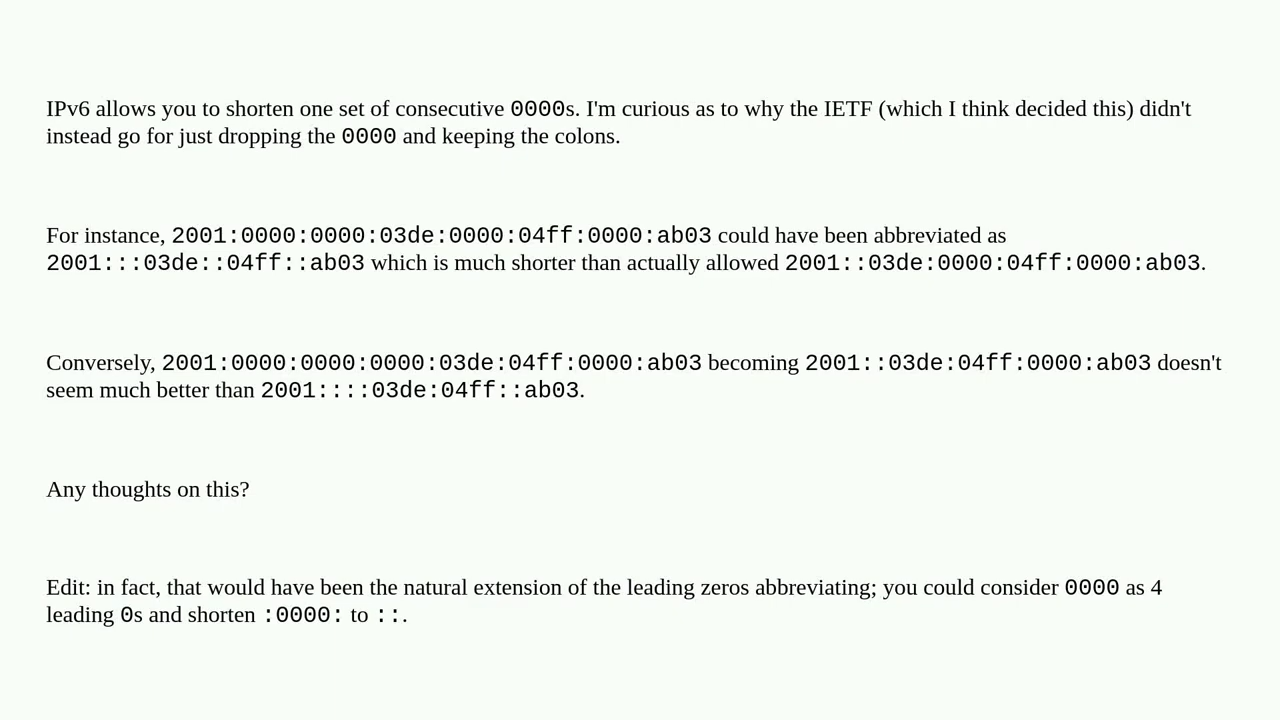 IPv6 allows you to shorten one set of consecutive 0000s. I'm curious as to why the IETF (which I think decided this) didn't
instead go for just dropping the 0000 and keeping the colons.
For instance, 2001:0000:0000:03de:0000:04ff:0000:ab03 could have been abbreviated as
2001:::03de::04ff::ab03 which is much shorter than actually allowed 2001::03de:0000:04ff:0000:ab03.
Conversely, 2001:0000:0000:0000:03de:04ff:0000:ab03 becoming 2001::03de:04ff:0000:ab03 doesn't
seem much better than 2001::::03de:04ff::ab03.
Any thoughts on this?
Edit: in fact, that would have been the natural extension of the leading zeros abbreviating; you could consider 0000 as 4
leading 0s and shorten :0000: to ::.